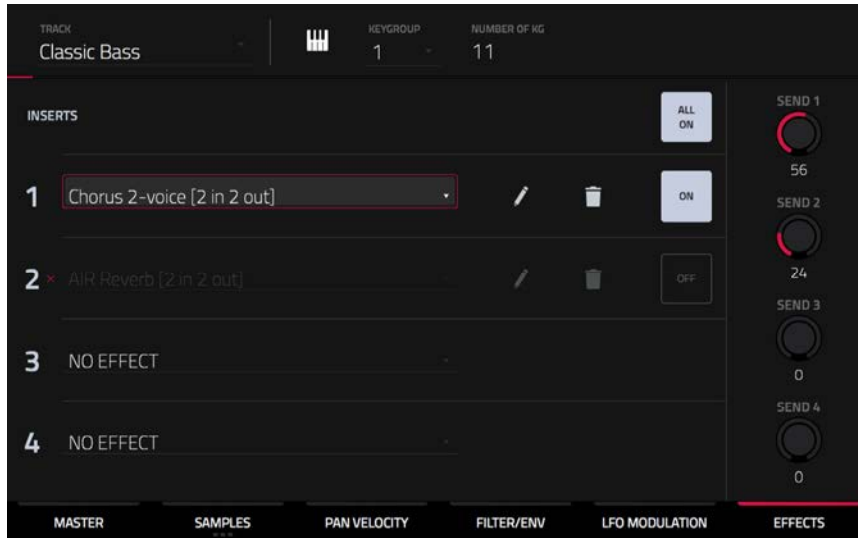 TRACK
Classic Bass
KEYGROUP
1
NUMBER OF KG
11
INSERTS
ALL
ON
SEND 1
56
1 Chorus 2-voice [2 in 2 out] ON
SEND 2
24
2 × AIR Reverb [2 in 2 out] OFF
SEND 3
0
3 NO EFFECT
SEND 4
0
4 NO EFFECT
MASTER SAMPLES PAN VELOCITY FILTER/ENV LFO MODULATION EFFECTS